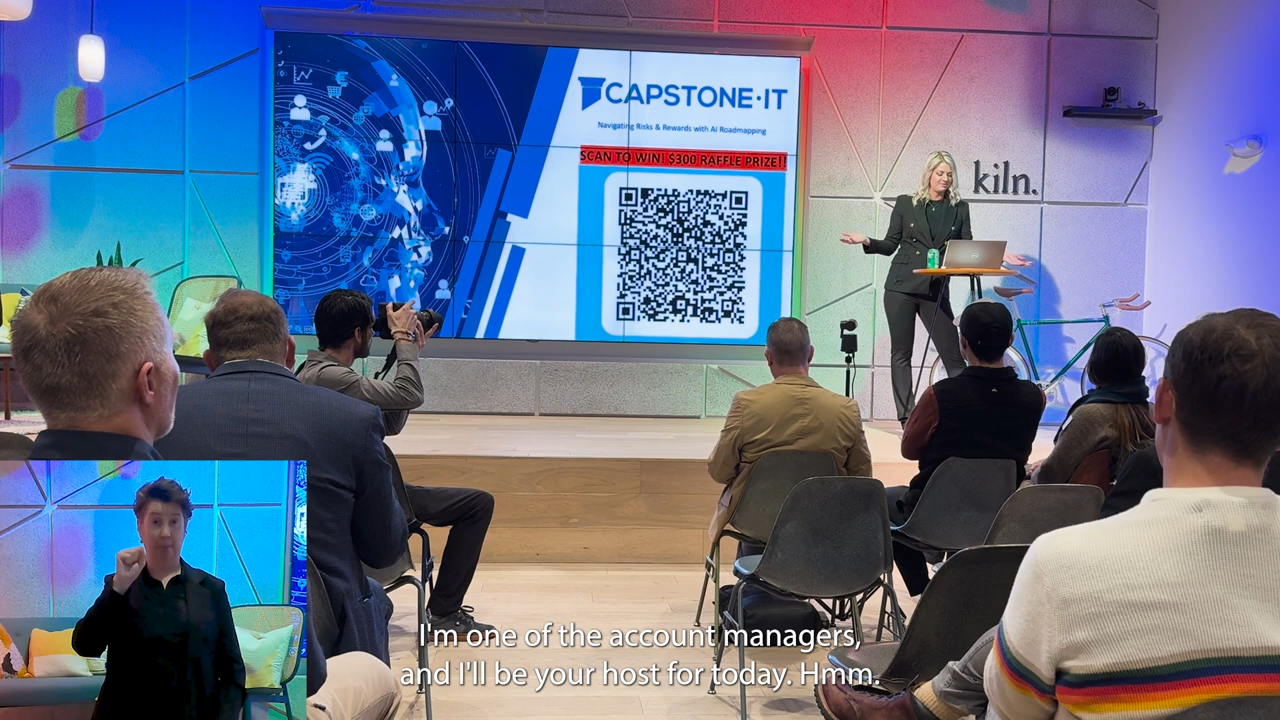 CAPSTONE·IT
Navigating Risks & Rewards with AI Roadmapping
SCAN TO WIN! $300 RAFFLE PRIZE!!
kiln.
I'm one of the account managers,
and I'll be your host for today. Hmm.